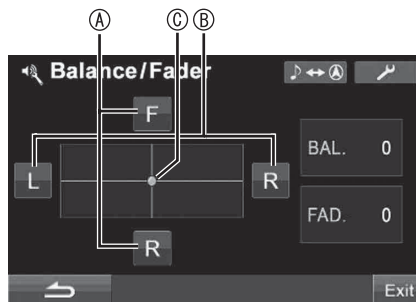 Ⓐ Ⓒ Ⓑ
Balance/Fader
F
L R
R
BAL. 0
FAD. 0
Exit